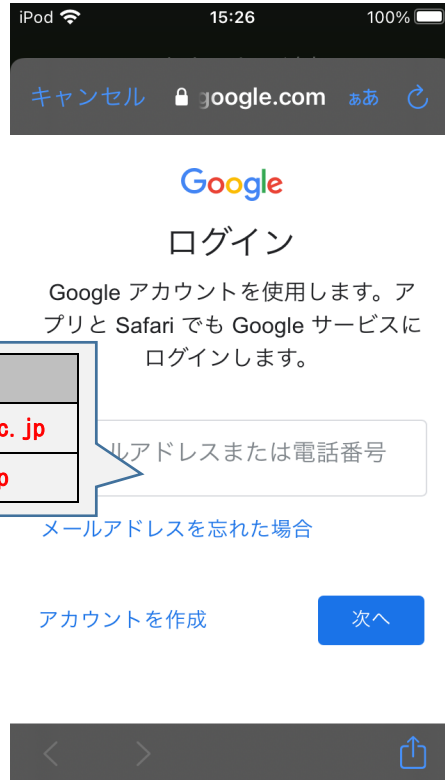 iPod 15:26 100%
キャンセル google.com ぁあ
Google
ログイン
Google アカウントを使用します。ア
プリと Safari でも Google サービスに
ログインします。
c. jp
p
ルアドレスまたは電話番号
メールアドレスを忘れた場合
アカウントを作成 次へ